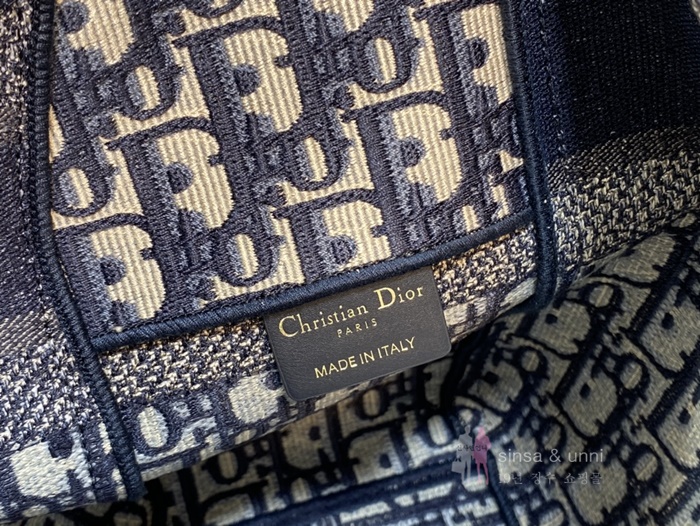 Christian Dior
PARIS
MADE IN ITALY
sinsa & unni